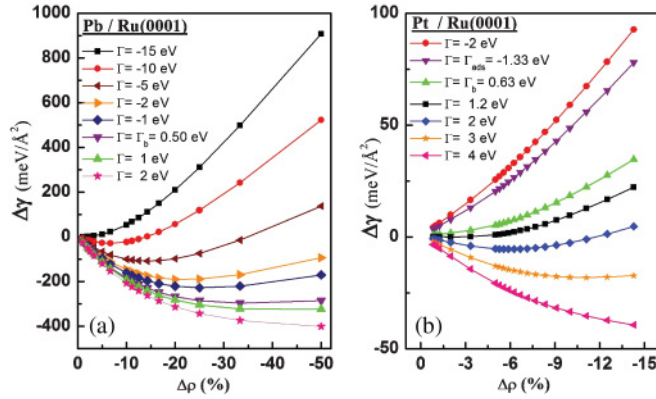 Pb / Ru(0001)
Γ= -15 eV
Γ= -10 eV
Γ= -5 eV
Γ= -2 eV
Γ= -1 eV
Γ= Γb= 0.50 eV
Γ= 1 eV
Γ= 2 eV
1000
800
600
400
200
0
-200
-400
Δγ (meV/Å²)
(a)
0 -10 -20 -30 -40 -50
Δρ (%)
Pt / Ru(0001)
Γ= -2 eV
Γ= Γads= -1.33 eV
Γ= Γb= 0.63 eV
Γ= 1.2 eV
Γ= 2 eV
Γ= 3 eV
Γ= 4 eV
100
50
0
-50
Δγ (meV/Å²)
(b)
0 -3 -6 -9 -12 -15
Δρ (%)